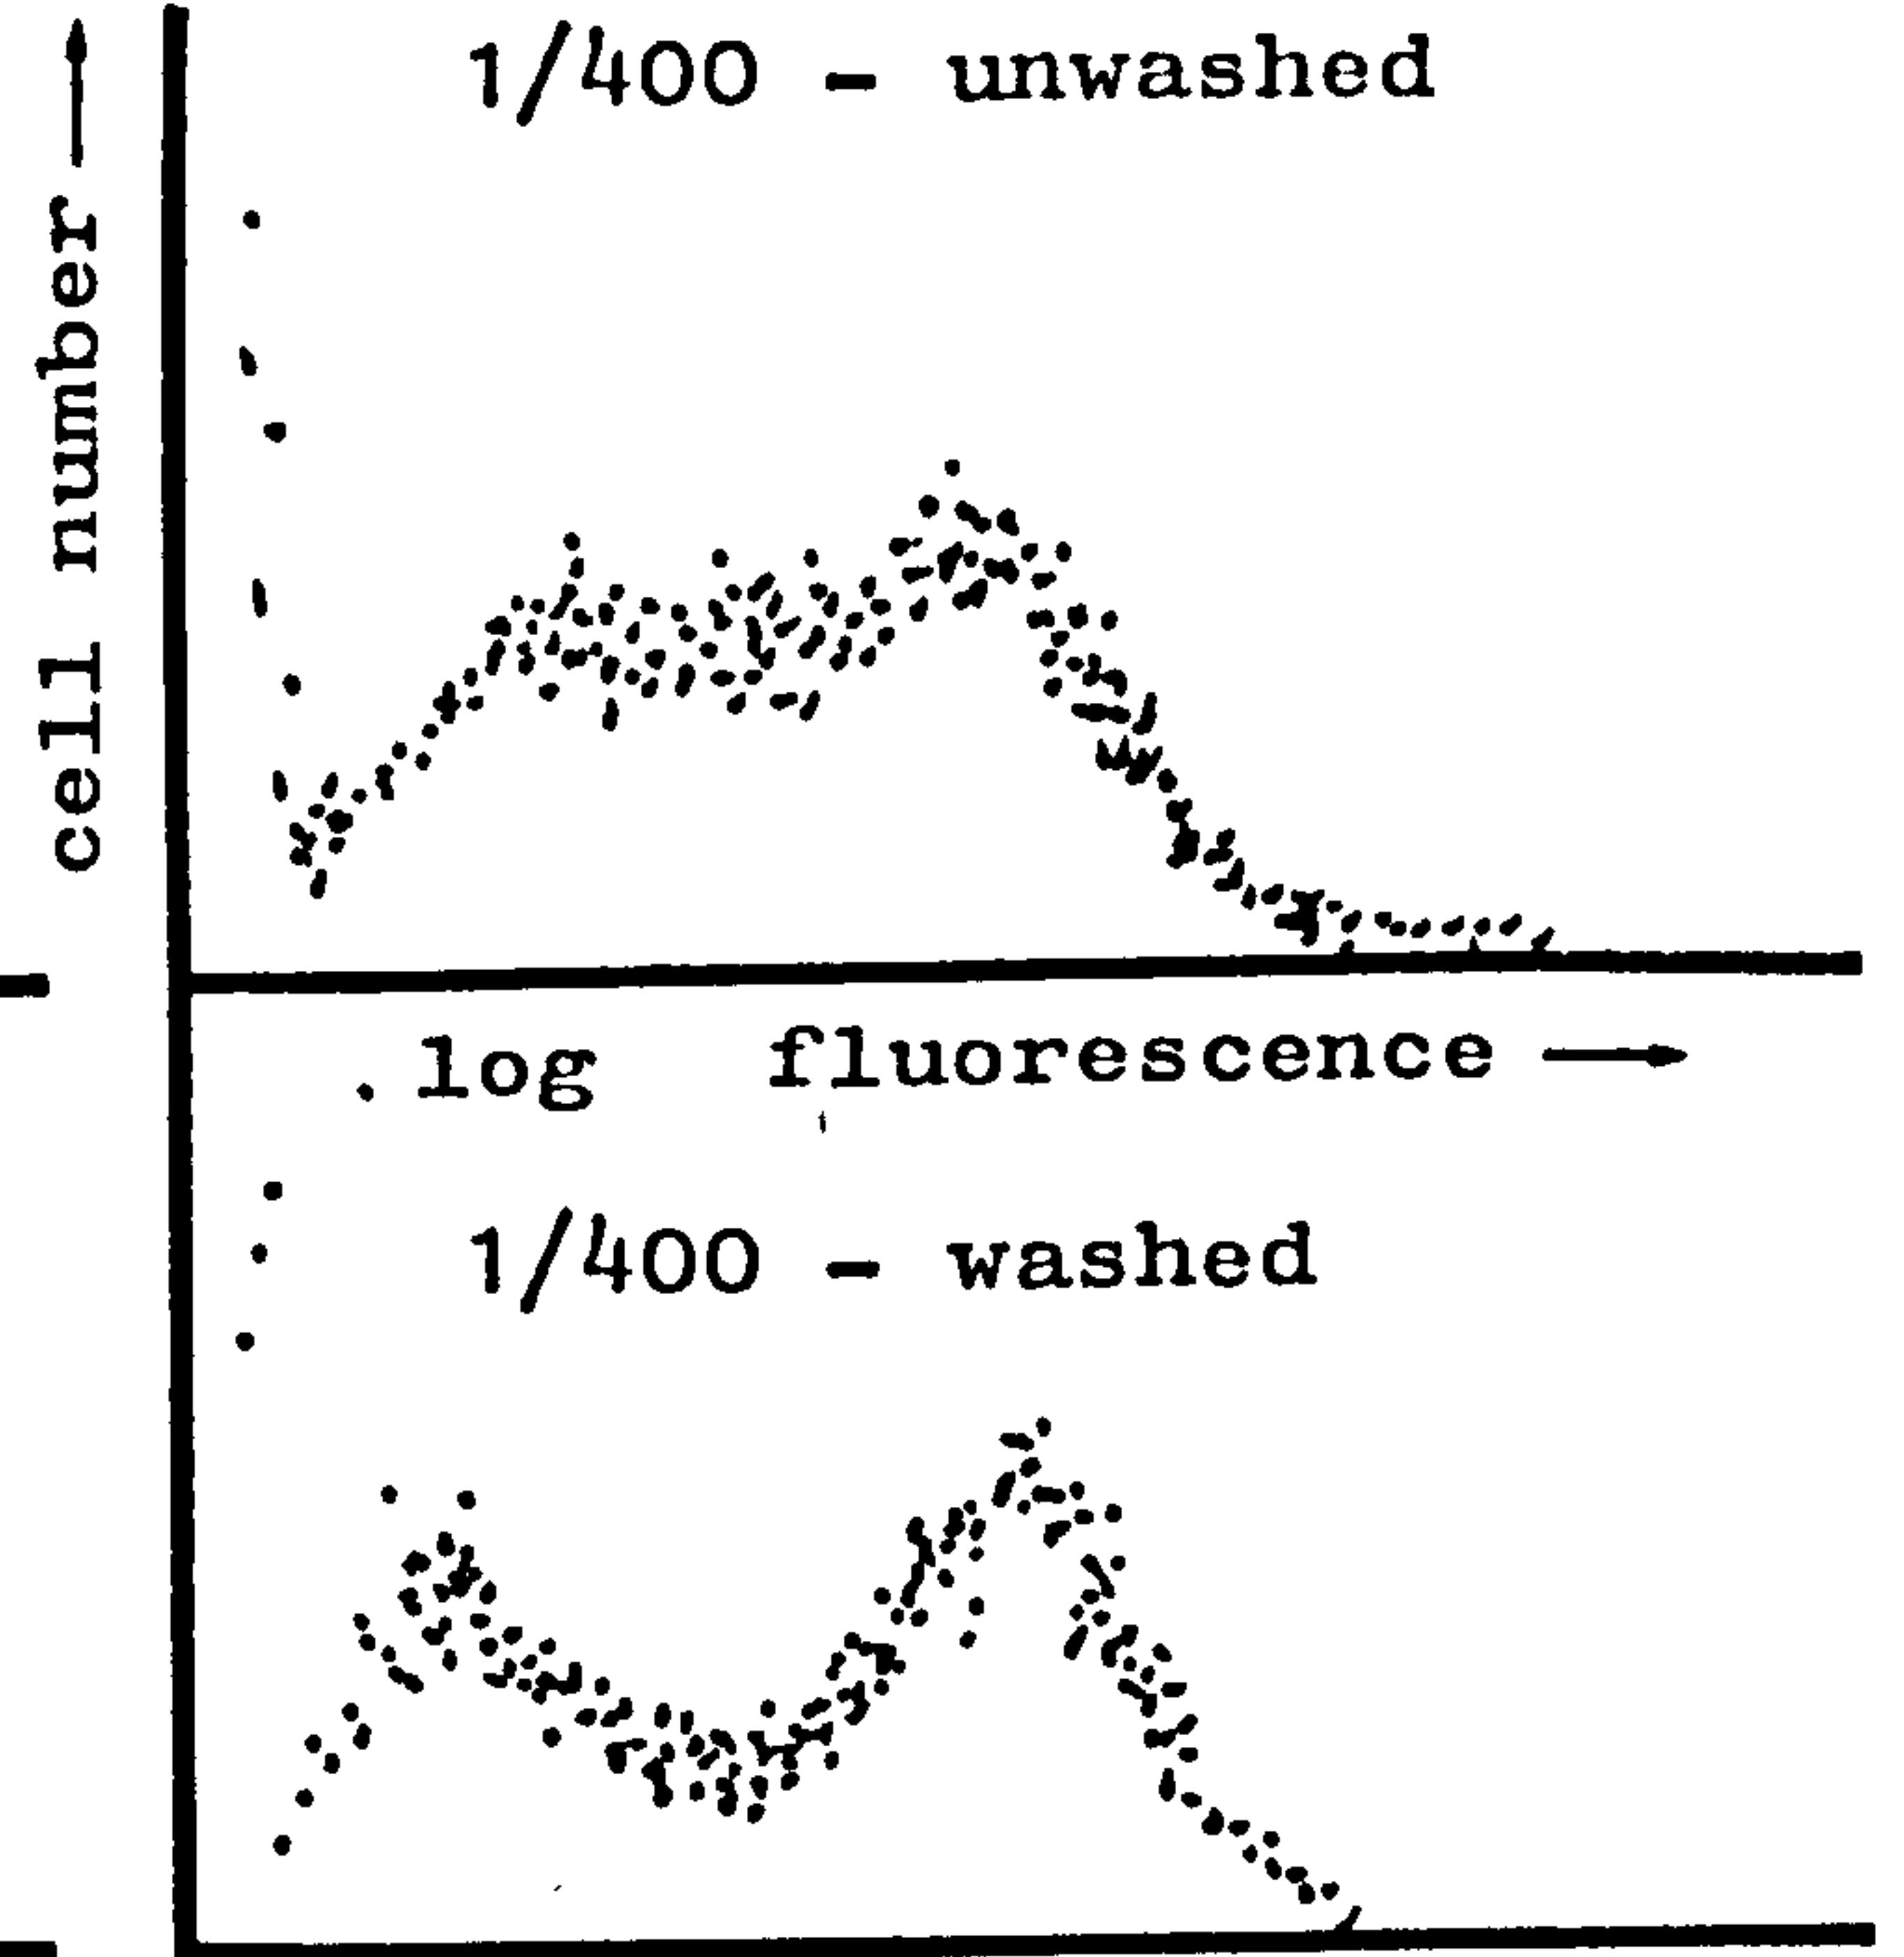 1/400 - unwashed
cell number
log fluorescence
1/400 - washed